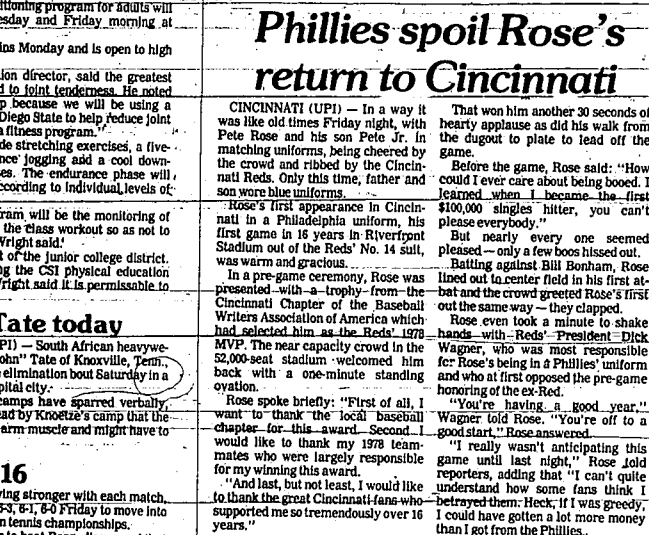 itioning program for adults will
esday and Friday morning at
ins Monday and is open to high
ion director, said the greatest
d to joint tenderness. He noted
p because we will be using a
Diego State to help reduce joint
a fitness program."
de stretching exercises, a five-
nce jogging and a cool down-
es. The endurance phase will
ccording to individual levels of
ram will be the monitoring of
the class workout so as not to
Wright said.
t of the junior college district.
ng the CSI physical education
right said it is permissable to
Tate today
PI) — South African heavywe-
ohn" Tate of Knoxville, Tenn.,
elimination bout Saturday in a
pital city.
camps have sparred verbally,
ead by Knoetze's camp that the
arm muscle and might have to
16
ing stronger with each match,
6-3, 6-1, 6-0 Friday to move into
n tennis championships.
Phillies spoil Rose's
return to Cincinnati
CINCINNATI (UPI) — In a way it
was like old times Friday night, with
Pete Rose and his son Pete Jr. in
matching uniforms, being cheered by
the crowd and ribbed by the Cincin-
nati Reds. Only this time, father and
son wore blue uniforms.
Rose's first appearance in Cincin-
nati in a Philadelphia uniform, his
first game in 16 years in Riverfront
Stadium out of the Reds' No. 14 suit,
was warm and gracious.
In a pre-game ceremony, Rose was
presented with a trophy from the
Cincinnati Chapter of the Baseball
Writers Association of America which
had selected him as the Reds' 1978
MVP. The near capacity crowd in the
52,000-seat stadium welcomed him
back with a one-minute standing
ovation.
Rose spoke briefly: "First of all, I
want to thank the local baseball
chapter for this award. Second I
would like to thank my 1978 team-
mates who were largely responsible
for my winning this award.
"And last, but not least, I would like
to thank the great Cincinnati fans who
supported me so tremendously over 16
years."
That won him another 30 seconds of
hearty applause as did his walk from
the dugout to plate to lead off the
game.
Before the game, Rose said: "How
could I ever care about being booed. I
learned when I became the first
$100,000 singles hitter, you can't
please everybody."
But nearly every one seemed
pleased — only a few boos hissed out.
Batting against Bill Bonham, Rose
lined out to center field in his first at-
bat and the crowd greeted Rose's first
out the same way — they clapped.
Rose even took a minute to shake
hands with Reds' President Dick
Wagner, who was most responsible
for Rose's being in a Phillies' uniform
and who at first opposed the pre-game
honoring of the ex-Red.
"You're having a good year,"
Wagner told Rose. "You're off to a
good start," Rose answered.
"I really wasn't anticipating this
game until last night," Rose told
reporters, adding that "I can't quite
understand how some fans think I
betrayed them. Heck, if I was greedy,
I could have gotten a lot more money
than I got from the Phillies.